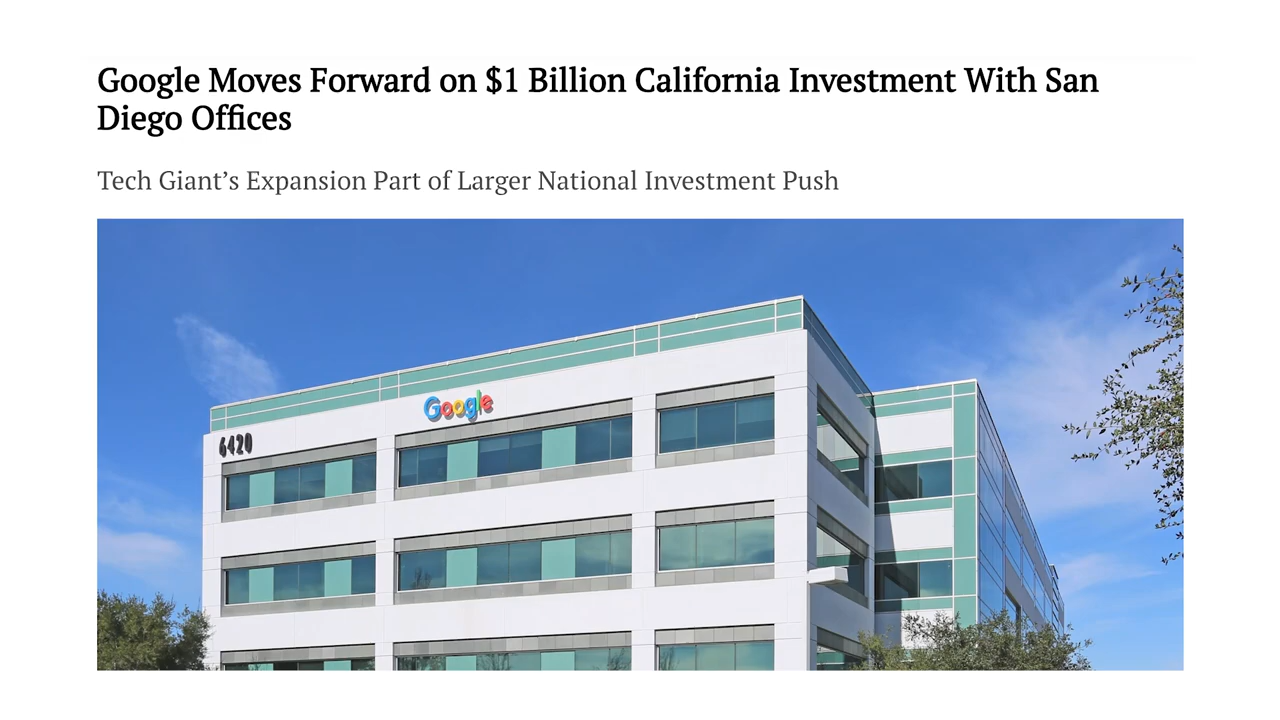 Google Moves Forward on $1 Billion California Investment With San
Diego Offices
Tech Giant’s Expansion Part of Larger National Investment Push
Google
6420